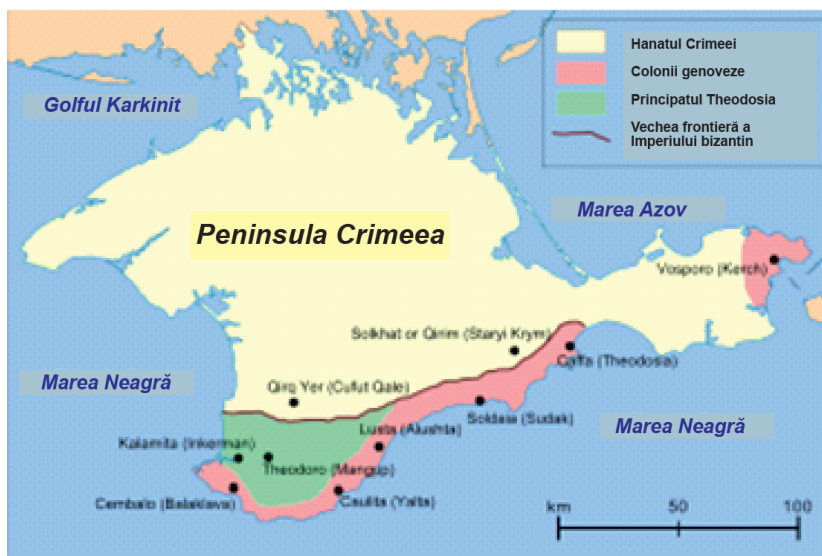 Hanatul Crimeei
Colonii genoveze
Principatul Theodosia
Vechea frontieră a
Imperiului bizantin
Golful Karkinit
Marea Azov
Peninsula Crimeea
Vosporo (Kerch)
Solkhat or Qirim (Staryi Krym)
Caffa (Theodosia)
Marea Neagră
Qirq Yer (Cufut Qale)
Soldaia (Sudak)
Marea Neagră
Lusta (Alushta)
Kalamita (Inkerman)
Theodoro (Mangup)
Cembalo (Balaklava)
Caulita (Yalta)
km 50 100